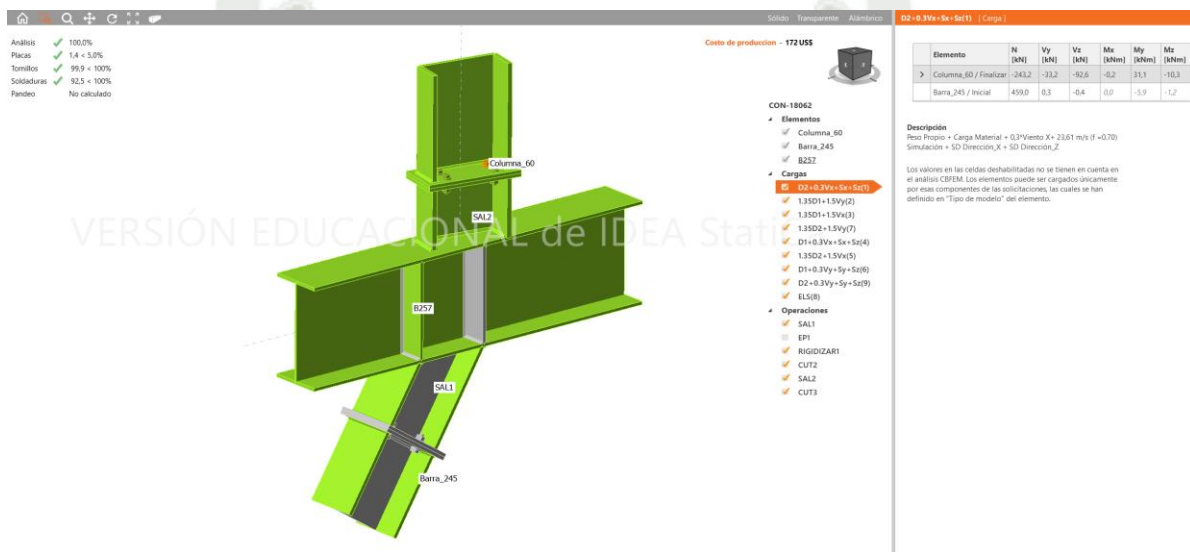 Sólido Transparente Alámbrico
D2+0.3Vx+Sx+Sz(1) [Carga]
Análisis 100,0%
Placas 1,4 < 5,0%
Tornillos 99,9 < 100%
Soldaduras 92,5 < 100%
Pandeo No calculado
Costo de produccion - 172 US$
CON-18062
Elementos
Columna_60
Barra_245
B257
Cargas
D2+0.3Vx+Sx+Sz(1)
1.35D1+1.5Vy(2)
1.35D1+1.5Vx(3)
1.35D2+1.5Vy(7)
D1+0.3Vx+Sx+Sz(4)
1.35D2+1.5Vx(5)
D1+0.3Vy+Sy+Sz(6)
D2+0.3Vy+Sy+Sz(9)
ELS(8)
Operaciones
SAL1
EP1
RIGIDIZAR1
CUT2
SAL2
CUT3
Columna_60
SAL2
B257
SAL1
Barra_245
VERSIÓN EDUCACIONAL de IDEA Stati
Elemento N [kN] Vy [kN] Vz [kN] Mx [kNm] My [kNm] Mz [kNm]
> Columna_60 / Finalizar -243,2 -33,2 -92,6 -0,2 31,1 -10,3
Barra_245 / Inicial 459,0 0,3 -0,4 0,0 -5,9 -1,2
Descripción
Peso Propio + Carga Material + 0,3*Viento X+ 23,61 m/s (f =0,70)
Simulación + SD Dirección_X + SD Dirección_Z
Los valores en las celdas deshabilitadas no se tienen en cuenta en
el análisis CBFEM. Los elementos puede ser cargados únicamente
por esas componentes de las solicitaciones, las cuales se han
definido en "Tipo de modelo" del elemento.